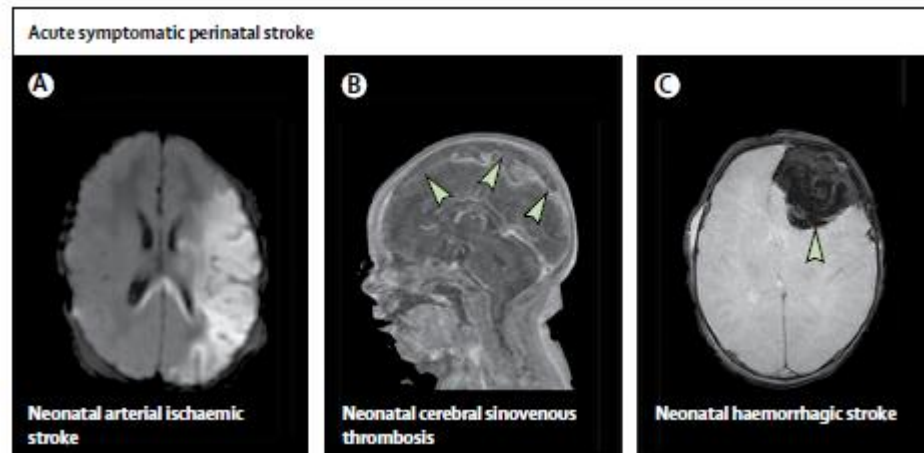 Acute symptomatic perinatal stroke
A
B
C
Neonatal arterial ischaemic
stroke
Neonatal cerebral sinovenous
thrombosis
Neonatal haemorrhagic stroke